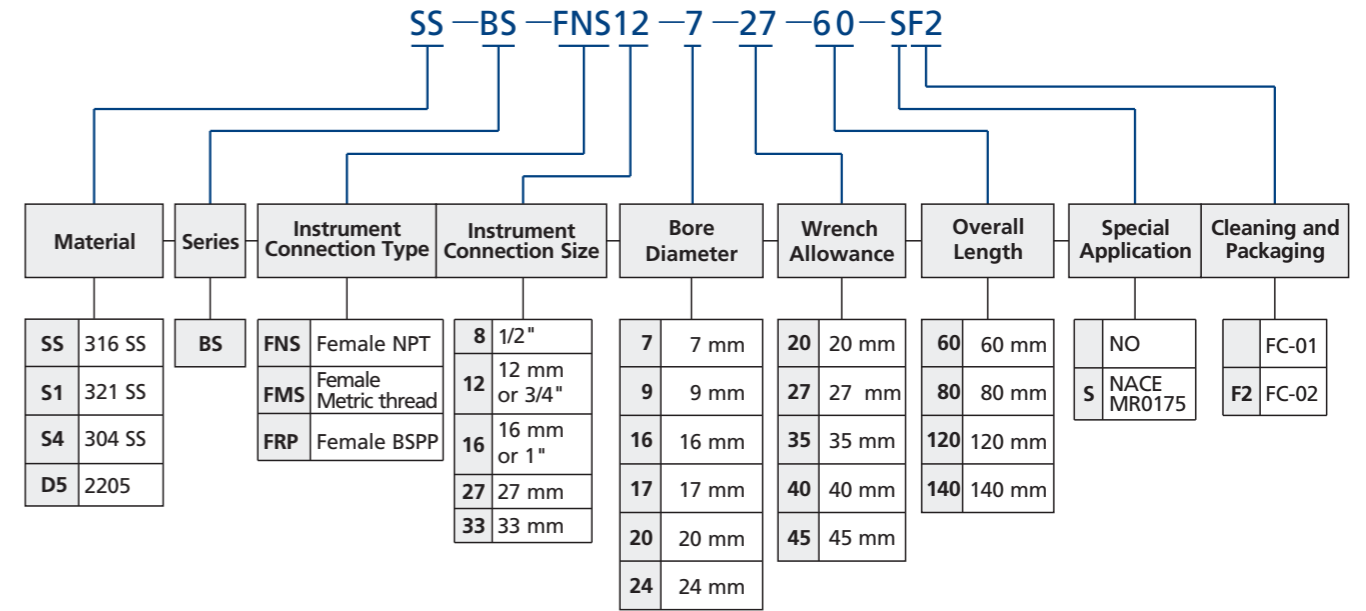 SS—BS—FNS12—7—27—60—SF2
Material
Series
Instrument
Connection Type
Instrument
Connection Size
Bore
Diameter
Wrench
Allowance
Overall
Length
Special
Application
Cleaning and
Packaging
SS 316 SS
S1 321 SS
S4 304 SS
D5 2205
BS
FNS Female NPT
FMS Female
Metric thread
FRP Female BSPP
8 1/2"
12 12 mm
or 3/4"
16 16 mm
or 1"
27 27 mm
33 33 mm
7 7 mm
9 9 mm
16 16 mm
17 17 mm
20 20 mm
24 24 mm
20 20 mm
27 27 mm
35 35 mm
40 40 mm
45 45 mm
60 60 mm
80 80 mm
120 120 mm
140 140 mm
NO
S NACE
MR0175
FC-01
F2 FC-02